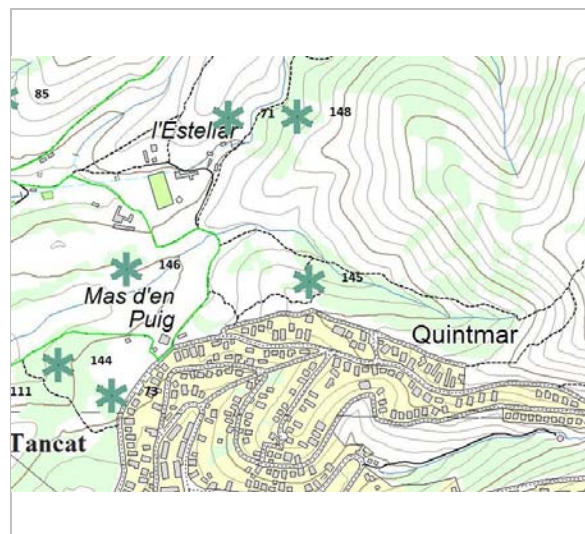 85
l'Estellar
71
148
146
145
Mas d'en
Puig
Quintmar
144
111
73
Tancat